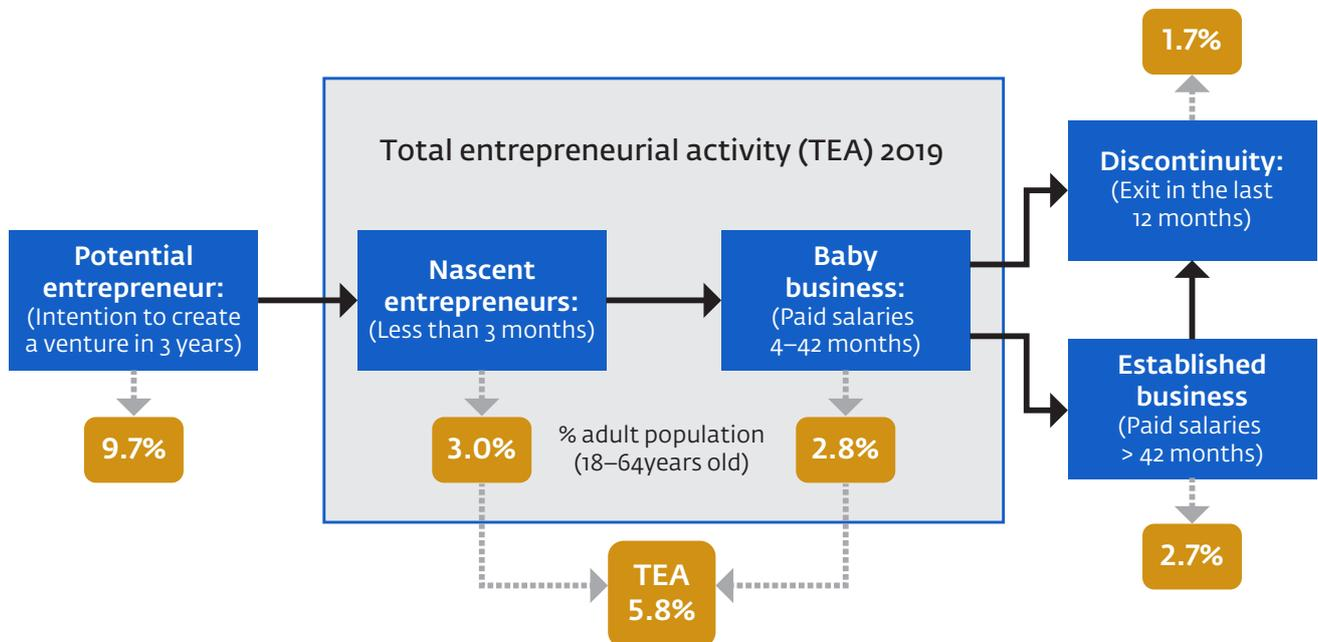 1.7%
Total entrepreneurial activity (TEA) 2019
Discontinuity:
(Exit in the last
12 months)
Potential
entrepreneur:
(Intention to create
a venture in 3 years)
Nascent
entrepreneurs:
(Less than 3 months)
Baby
business:
(Paid salaries
4–42 months)
Established
business
(Paid salaries
> 42 months)
9.7%
3.0%
% adult population
(18–64years old)
2.8%
2.7%
TEA
5.8%